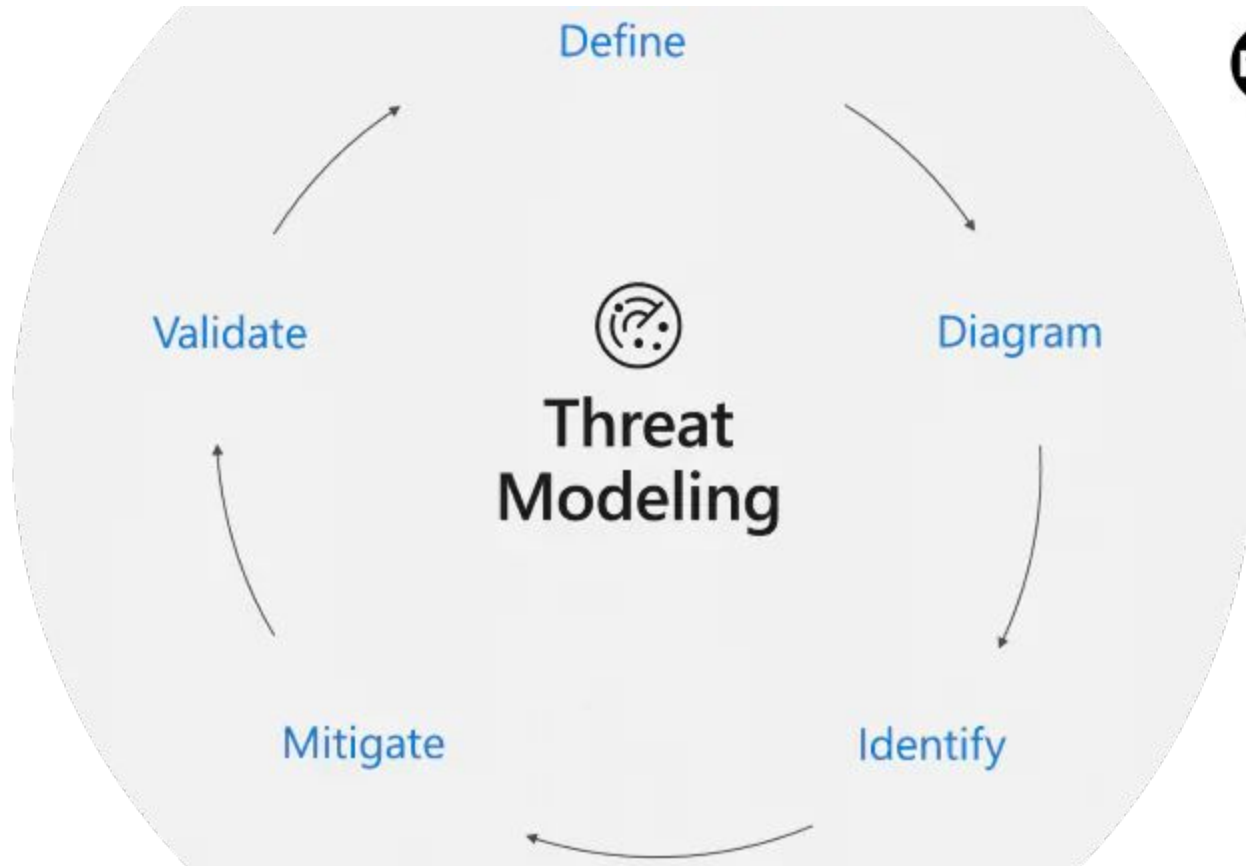 Define
Validate
Diagram
Threat
Modeling
Mitigate
Identify